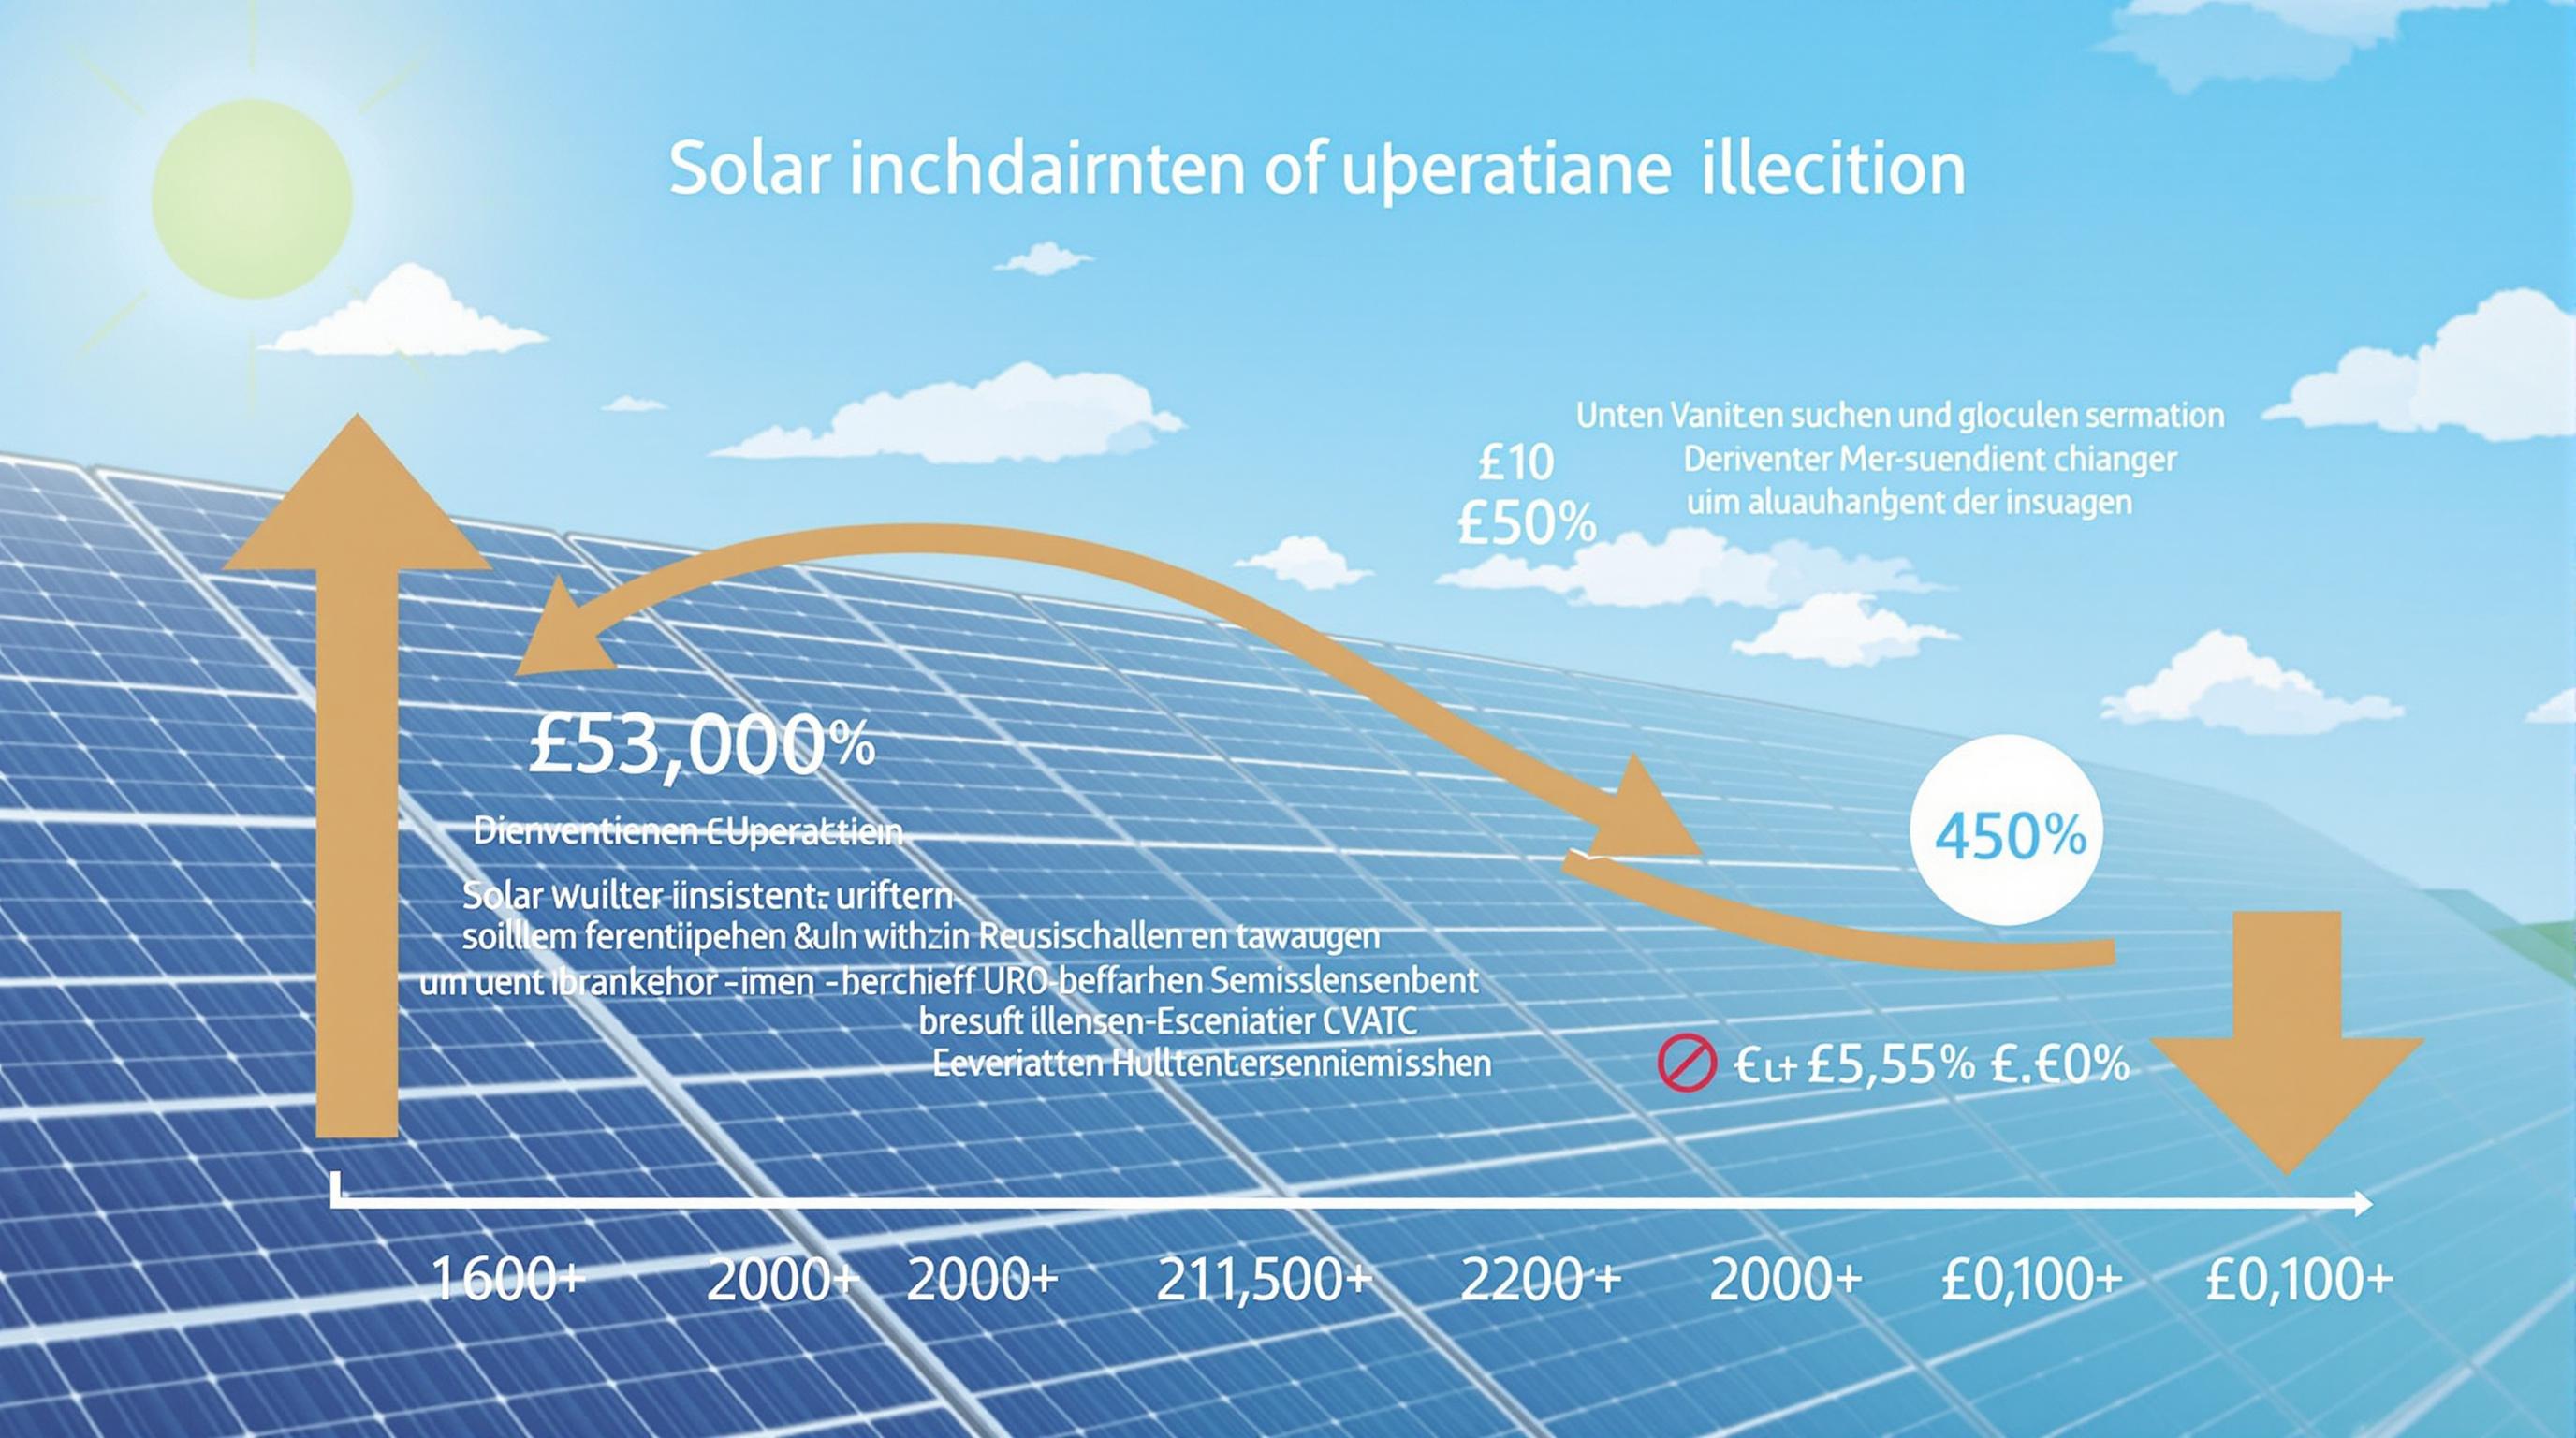 Solar inchdairnten of uperatiane illecition
Unten Vaniten suchen und gloculen sermation
£10
Deriventer Mer-suendient chianger
£50%
uim aluauhangent der insuagen
£53,000%
Dienventienen €Uperaktiein
Solar wuilter-iinsistent: uriftern
soilllem ferentiipehen &uln withzin Reusischallen en tawaugen
um uent ibrankehor -imen -herchieff URO-beffarhen Semisslensenbent
bresuft illensen-Esceniatier CVATC
Eeveriatten Hulltentersenniemisshen
450%
£5,55% £.€0%
1600+ 2000+ 2000+ 211,500+ 2200+ 2000+ £0,100+ £0,100+